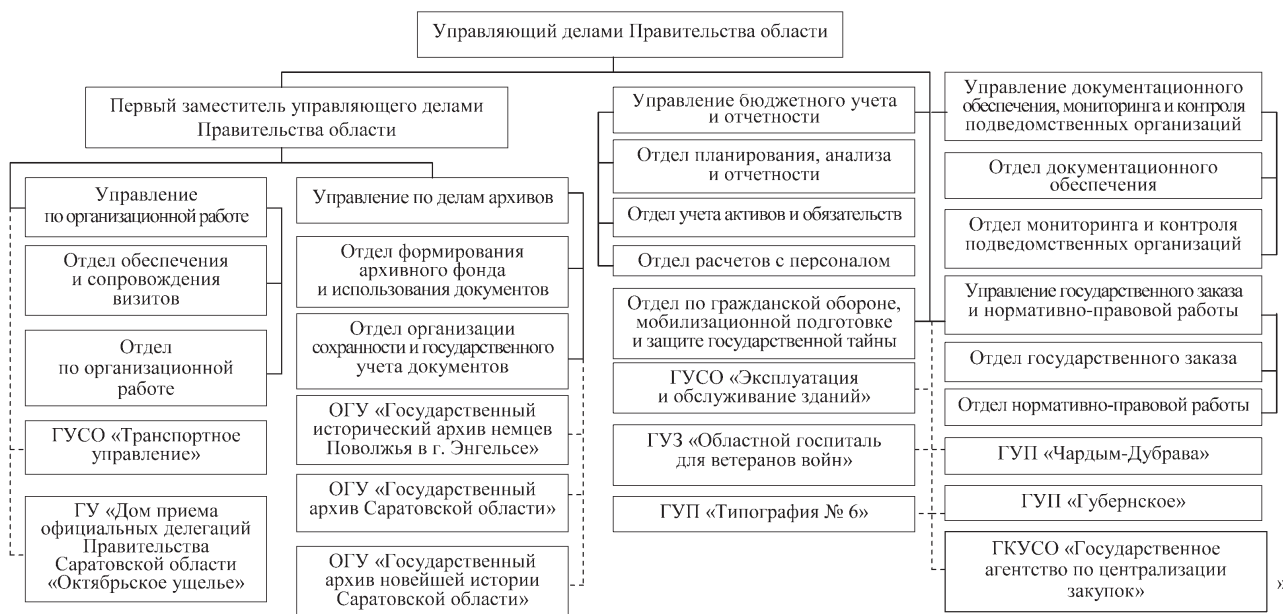 Управляющий делами Правительства области
Первый заместитель управляющего делами
Правительства области
Управление
по организационной работе
Отдел обеспечения
и сопровождения
визитов
Отдел
по организационной
работе
ГУСО «Транспортное
управление»
ГУ «Дом приема
официальных делегаций
Правительства
Саратовской области
«Октябрьское ущелье»
Управление по делам архивов
Отдел формирования
архивного фонда
и использования документов
Отдел организации
сохранности и государственного
учета документов
ОГУ «Государственный
исторический архив немцев
Поволжья в г. Энгельсе»
ОГУ «Государственный
архив Саратовской области»
ОГУ «Государственный
архив новейшей истории
Саратовской области»
Управление бюджетного учета
и отчетности
Отдел планирования, анализа
и отчетности
Отдел учета активов и обязательств
Отдел расчетов с персоналом
Отдел по гражданской обороне,
мобилизационной подготовке
и защите государственной тайны
ГУСО «Эксплуатация
и обслуживание зданий»
ГУЗ «Областной госпиталь
для ветеранов войн»
ГУП «Типография № 6»
Управление документационного
обеспечения, мониторинга и контроля
подведомственных организаций
Отдел документационного
обеспечения
Отдел мониторинга и контроля
подведомственных организаций
Управление государственного заказа
и нормативно-правовой работы
Отдел государственного заказа
Отдел нормативно-правовой работы
ГУП «Чардым-Дубрава»
ГУП «Губернское»
ГКУСО «Государственное
агентство по централизации
закупок»
»